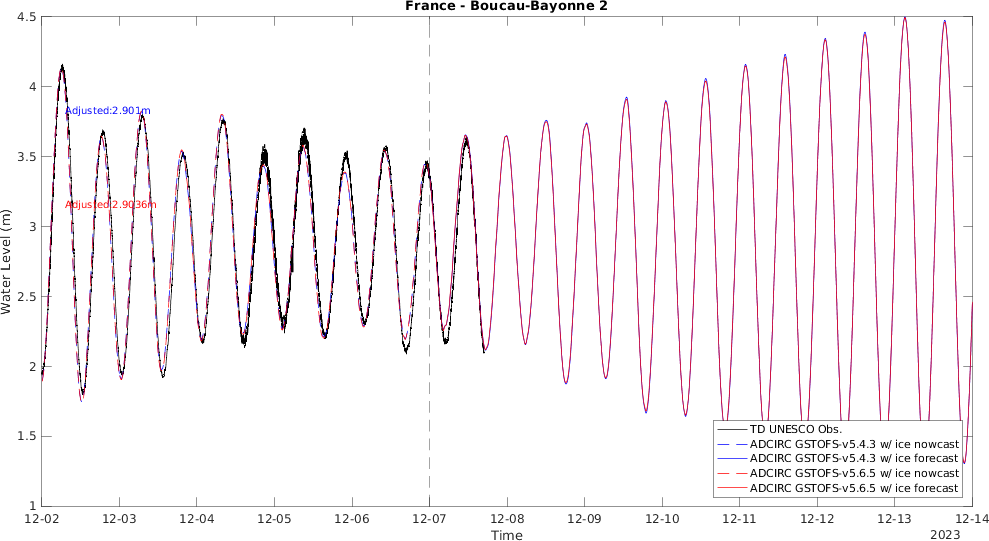 France - Boucau-Bayonne 2
4.5
4
3.5
3
2.5
2
1.5
1
Water Level (m)
Adjusted:2.901m
Adjusted:2.9036m
TD UNESCO Obs.
ADCIRC GSTOFS-v5.4.3 w/ ice nowcast
ADCIRC GSTOFS-v5.4.3 w/ ice forecast
ADCIRC GSTOFS-v5.6.5 w/ ice nowcast
ADCIRC GSTOFS-v5.6.5 w/ ice forecast
12-02 12-03 12-04 12-05 12-06 12-07 12-08 12-09 12-10 12-11 12-12 12-13 12-14
Time
2023